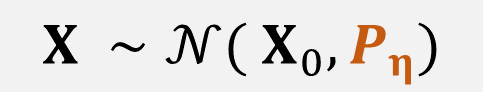 𝐗 ~ 𝒩( 𝐗₀, 𝑷_𝛈)